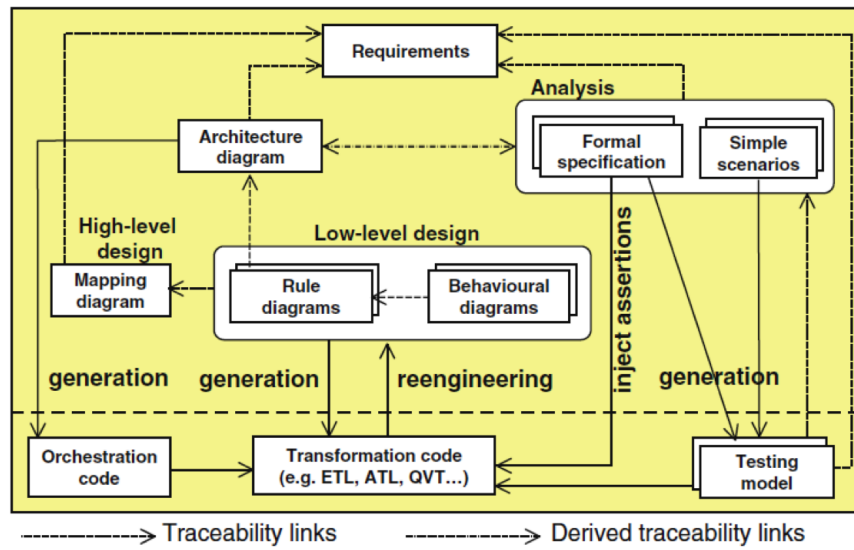 Requirements
Analysis
Architecture
diagram
Formal
specification
Simple
scenarios
High-level
design
Low-level design
Mapping
diagram
Rule
diagrams
Behavioural
diagrams
inject assertions
generation
generation
reengineering
generation
Orchestration
code
Transformation code
(e.g. ETL, ATL, QVT...)
Testing
model
Traceability links
Derived traceability links